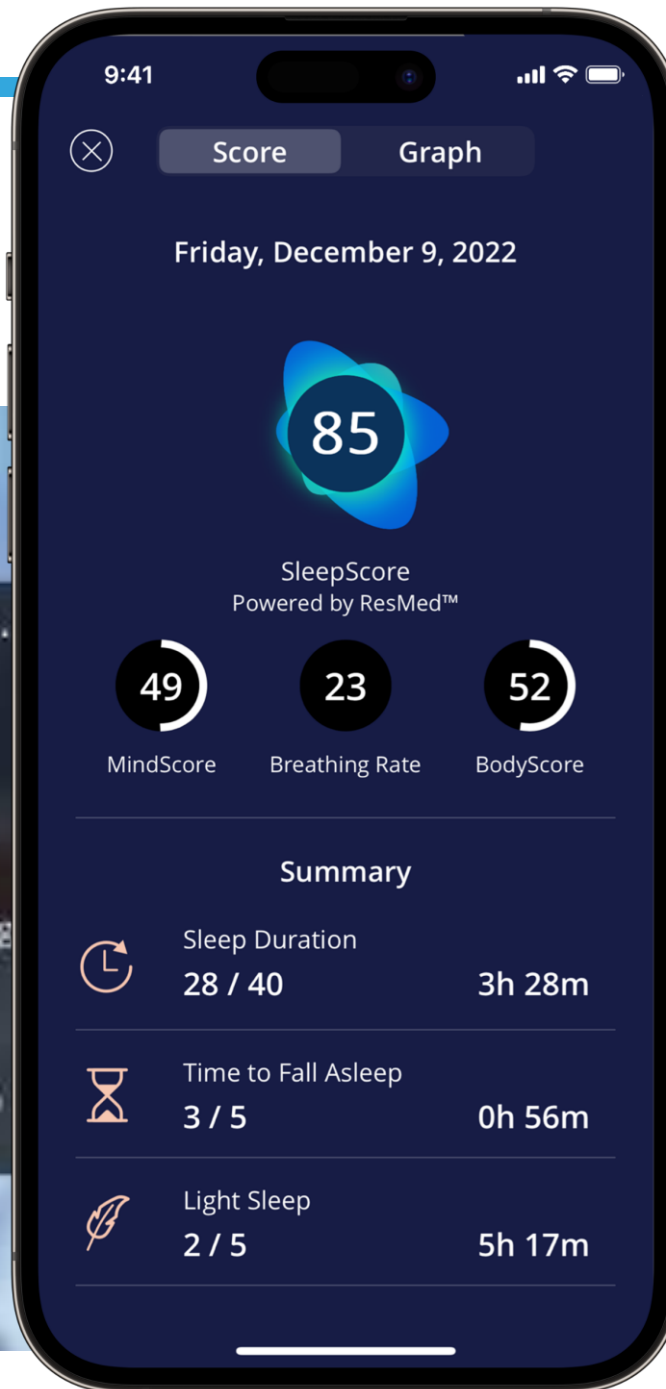 9:41
Score Graph
Friday, December 9, 2022
85
SleepScore
Powered by ResMed™
49 23 52
MindScore Breathing Rate BodyScore
Summary
Sleep Duration
28 / 40 3h 28m
Time to Fall Asleep
3 / 5 0h 56m
Light Sleep
2 / 5 5h 17m